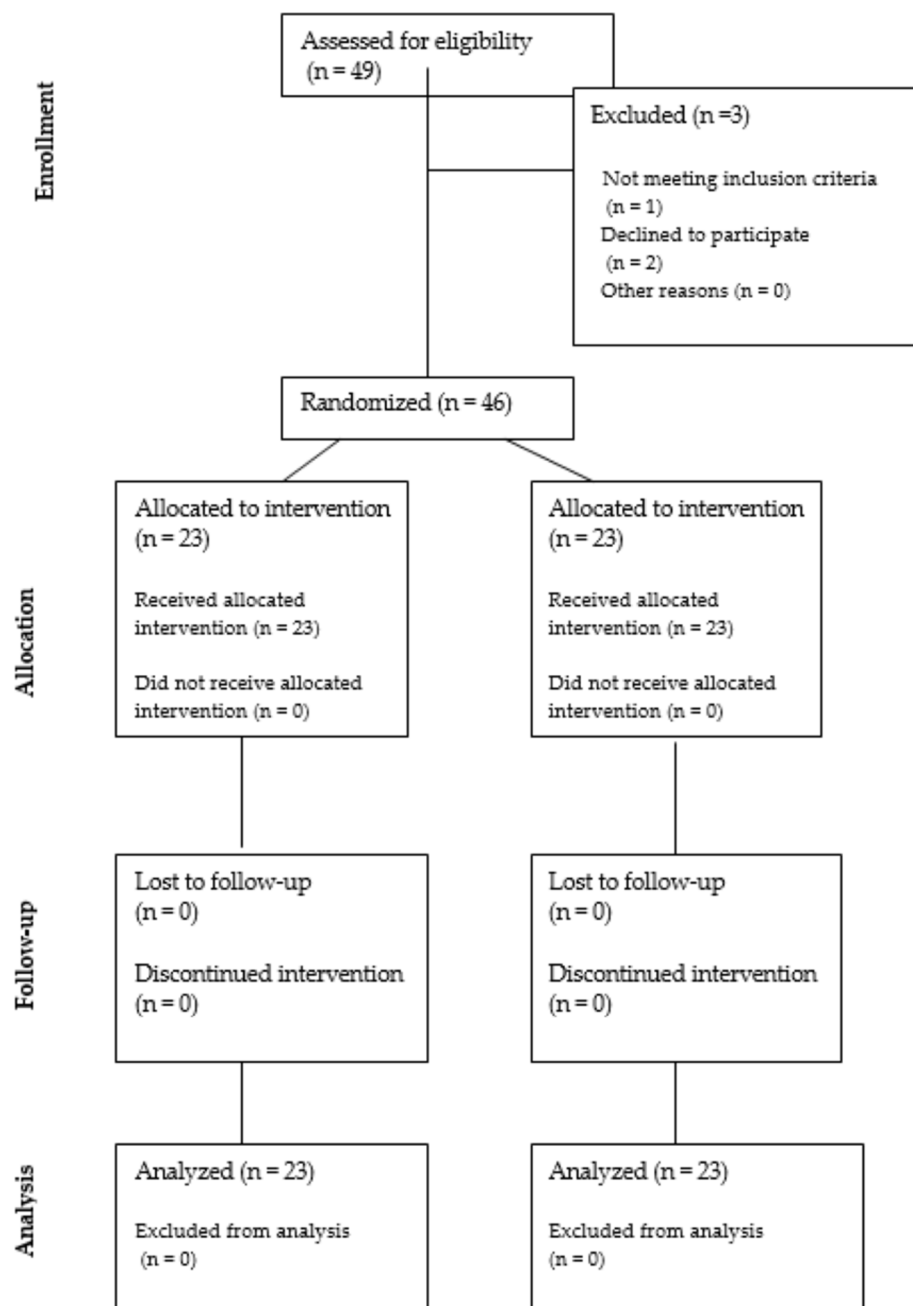 Enrollment
Assessed for eligibility
(n = 49)
Excluded (n =3)
Not meeting inclusion criteria
(n = 1)
Declined to participate
(n = 2)
Other reasons (n = 0)
Randomized (n = 46)
Allocation
Allocated to intervention
(n = 23)
Received allocated
intervention (n = 23)
Did not receive allocated
intervention (n = 0)
Allocated to intervention
(n = 23)
Received allocated
intervention (n = 23)
Did not receive allocated
intervention (n = 0)
Follow-up
Lost to follow-up
(n = 0)
Discontinued intervention
(n = 0)
Lost to follow-up
(n = 0)
Discontinued intervention
(n = 0)
Analysis
Analyzed (n = 23)
Excluded from analysis
(n = 0)
Analyzed (n = 23)
Excluded from analysis
(n = 0)